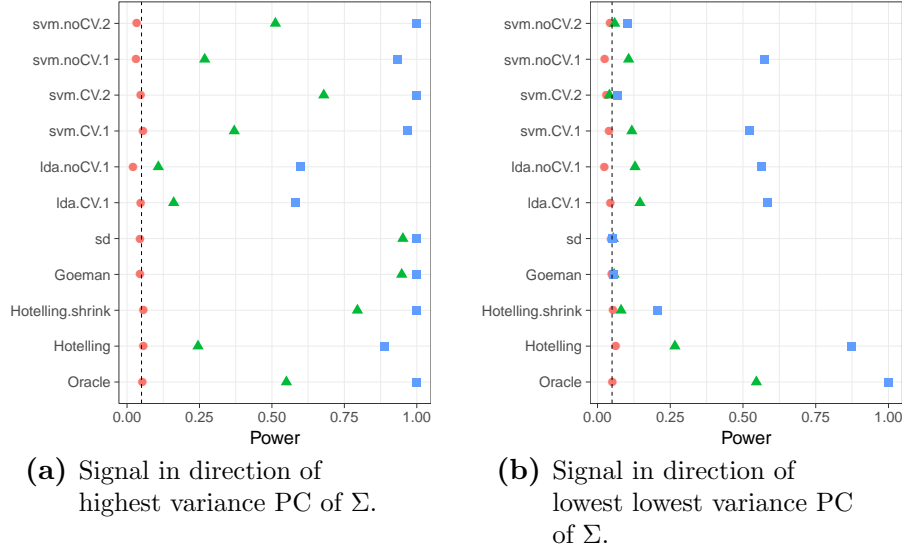 svm.noCV.2
svm.noCV.1
svm.CV.2
svm.CV.1
lda.noCV.1
lda.CV.1
sd
Goeman
Hotelling.shrink
Hotelling
Oracle
0.00 0.25 0.50 0.75 1.00
Power
(a) Signal in direction of
highest variance PC of Σ.
svm.noCV.2
svm.noCV.1
svm.CV.2
svm.CV.1
lda.noCV.1
lda.CV.1
sd
Goeman
Hotelling.shrink
Hotelling
Oracle
0.00 0.25 0.50 0.75 1.00
Power
(b) Signal in direction of
lowest lowest variance PC
of Σ.